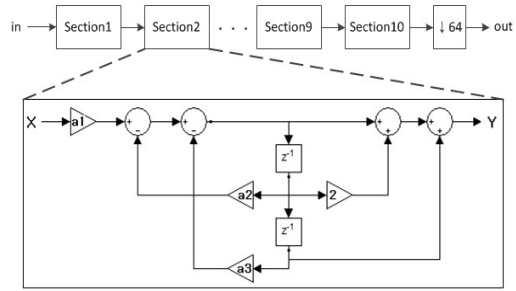 in Section1 Section2 . . . Section9 Section10 ↓ 64 out
X a1 + − + − + + + + Y
z⁻¹
a2 2
z⁻¹
a3